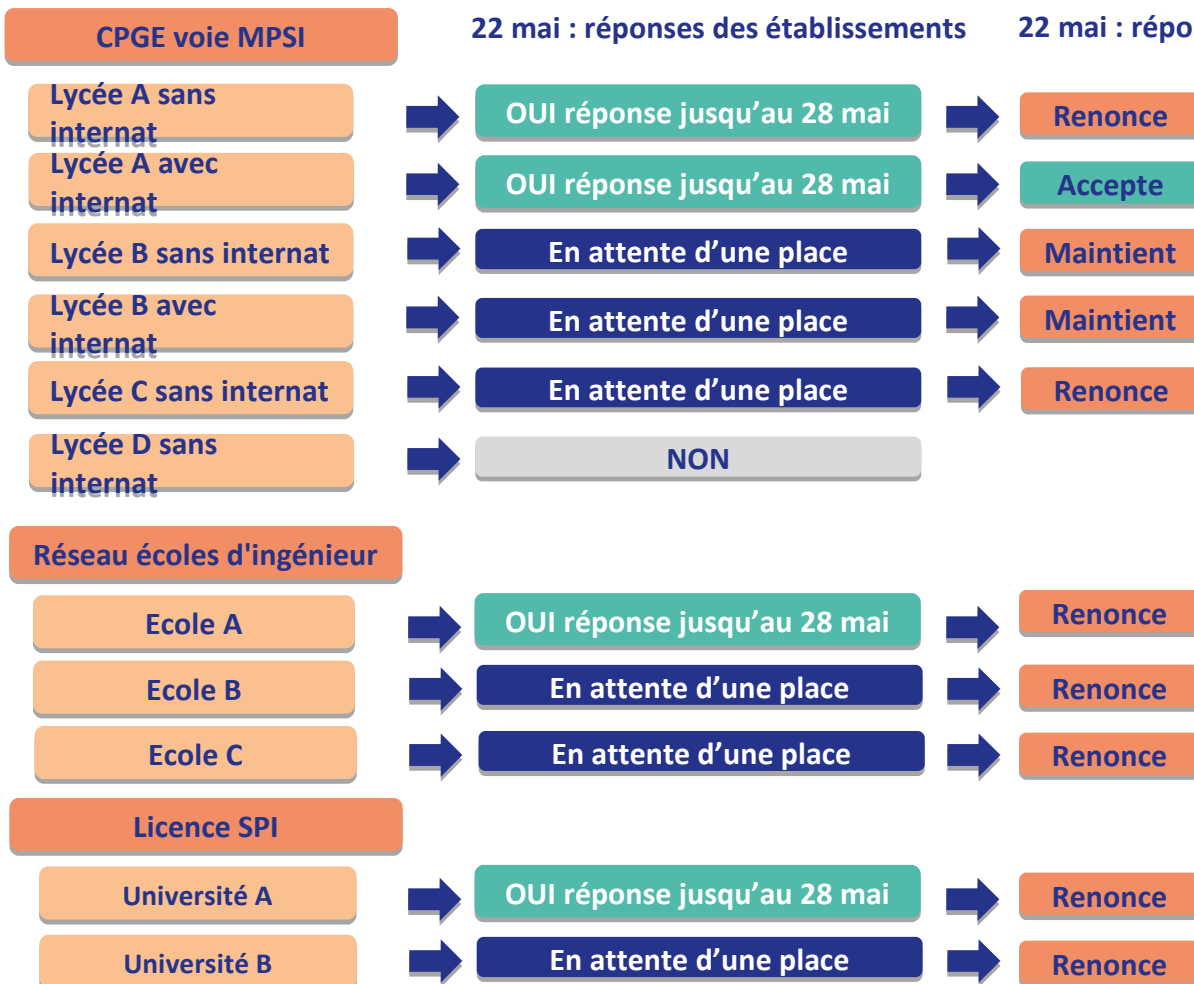 CPGE voie MPSI
22 mai : réponses des établissements
22 mai : répo
Lycée A sans
internat
OUI réponse jusqu’au 28 mai
Renonce
Lycée A avec
internat
OUI réponse jusqu’au 28 mai
Accepte
Lycée B sans internat
En attente d’une place
Maintient
Lycée B avec
internat
En attente d’une place
Maintient
Lycée C sans internat
En attente d’une place
Renonce
Lycée D sans
internat
NON
Réseau écoles d'ingénieur
Ecole A
OUI réponse jusqu’au 28 mai
Renonce
Ecole B
En attente d’une place
Renonce
Ecole C
En attente d’une place
Renonce
Licence SPI
Université A
OUI réponse jusqu’au 28 mai
Renonce
Université B
En attente d’une place
Renonce